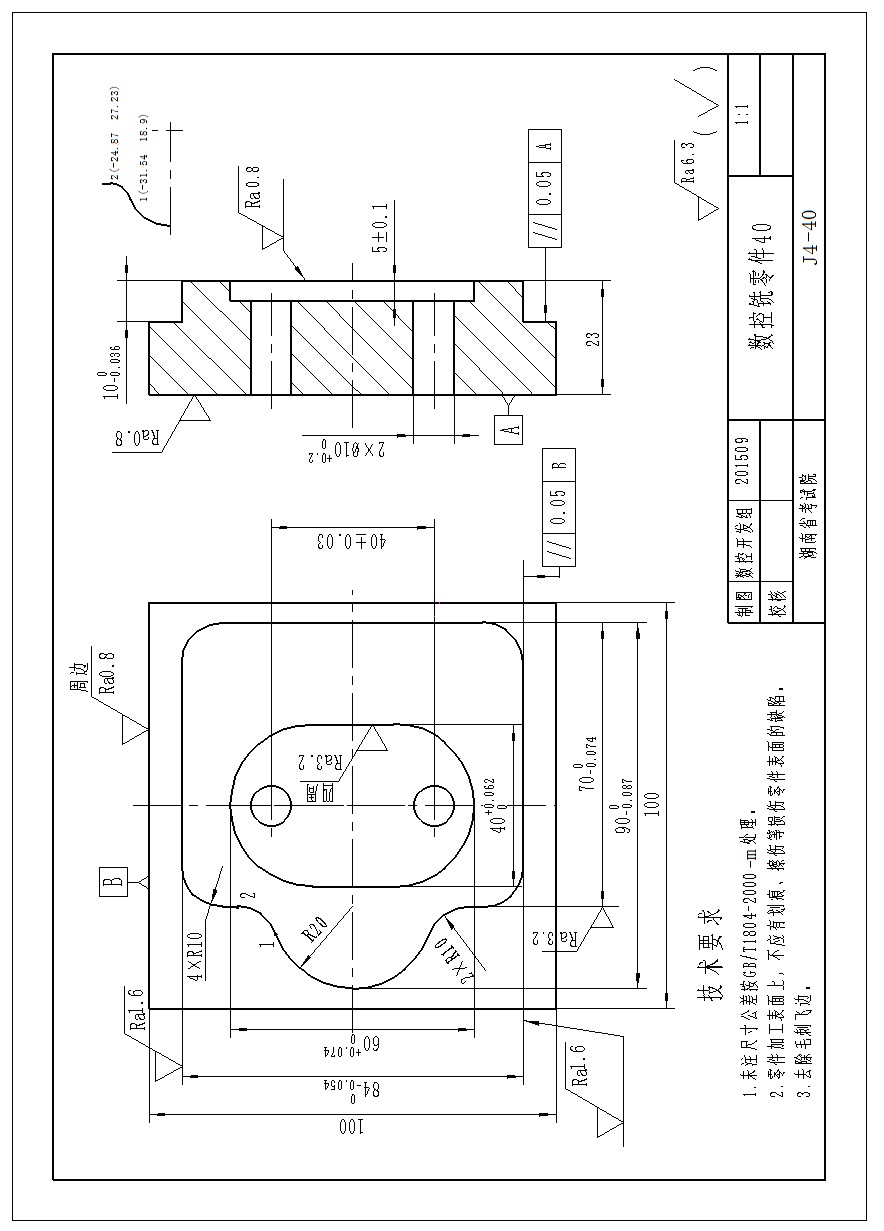 2(-24.87 27.23)
1(-31.54 18.9)
Ra0.8
5±0.1
10 0 -0.036
23
// 0.05 A
Ra0.8
A
2×Ø10 +0.2 0
40±0.03
// 0.05 B
周边
Ra0.8
B
4×R10
2
1
R20
2×R10
四周
Ra3.2
40 +0.062 0
70 0 -0.074
90 0 -0.087
100
Ra3.2
Ra1.6
60 +0.074 0
84 0 -0.054
100
Ra1.6
Ra6.3 (√)
技术要求
1.未注尺寸公差按GB/T1804-2000-m处理。
2.零件加工表面上,不应有划痕、擦伤等损伤零件表面的缺陷。
3.去除毛刺飞边。
制图 数控开发组 201509
校核
数控铣零件40
1:1
湖南省考试院
J4-40